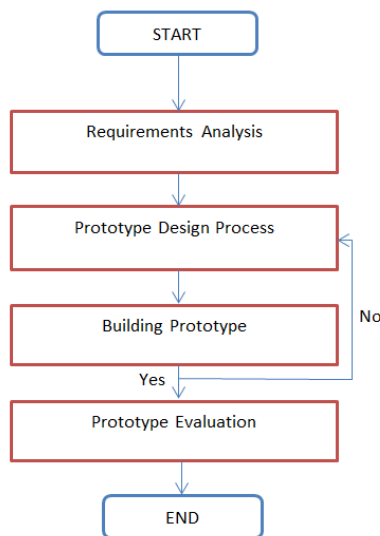 START
Requirements Analysis
Prototype Design Process
Building Prototype
No
Yes
Prototype Evaluation
END